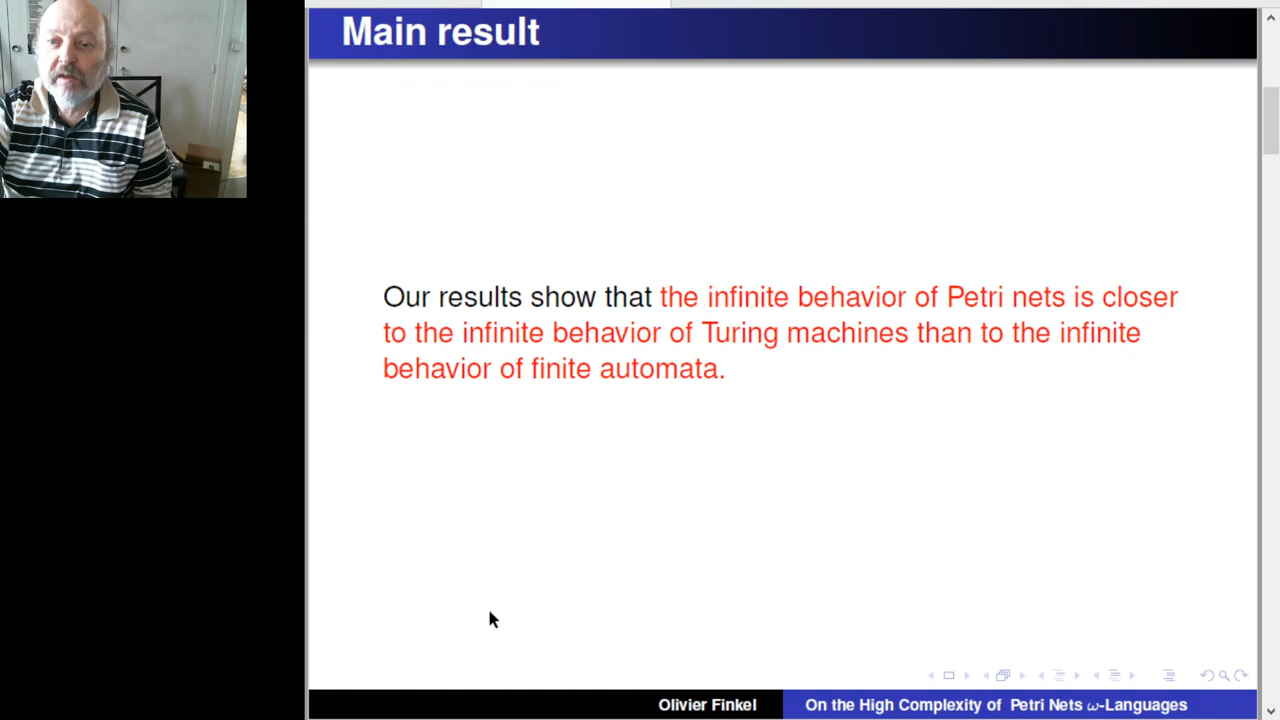 Main result
Our results show that the infinite behavior of Petri nets is closer
to the infinite behavior of Turing machines than to the infinite
behavior of finite automata.
Olivier Finkel
On the High Complexity of Petri Nets ω-Languages